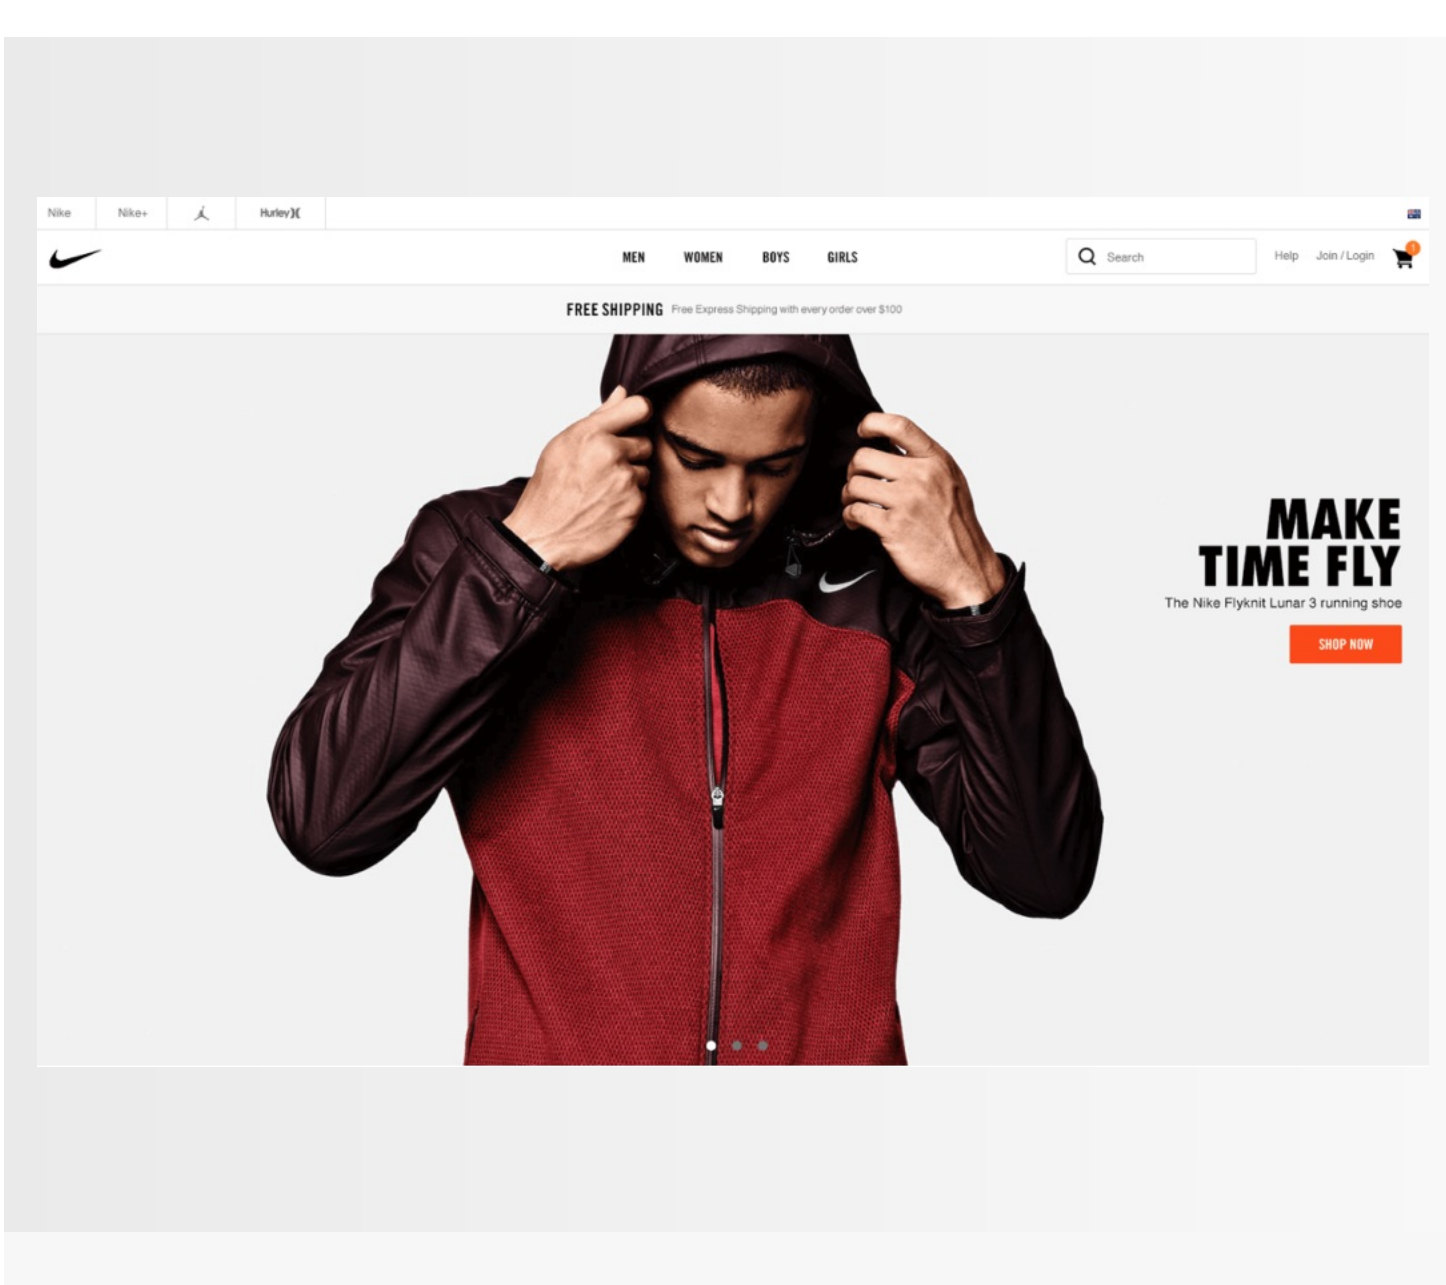 Nike
Nike+
Hurley
MEN WOMEN BOYS GIRLS
Search
Help
Join / Login
1
FREE SHIPPING Free Express Shipping with every order over $100
MAKE
TIME FLY
The Nike Flyknit Lunar 3 running shoe
SHOP NOW